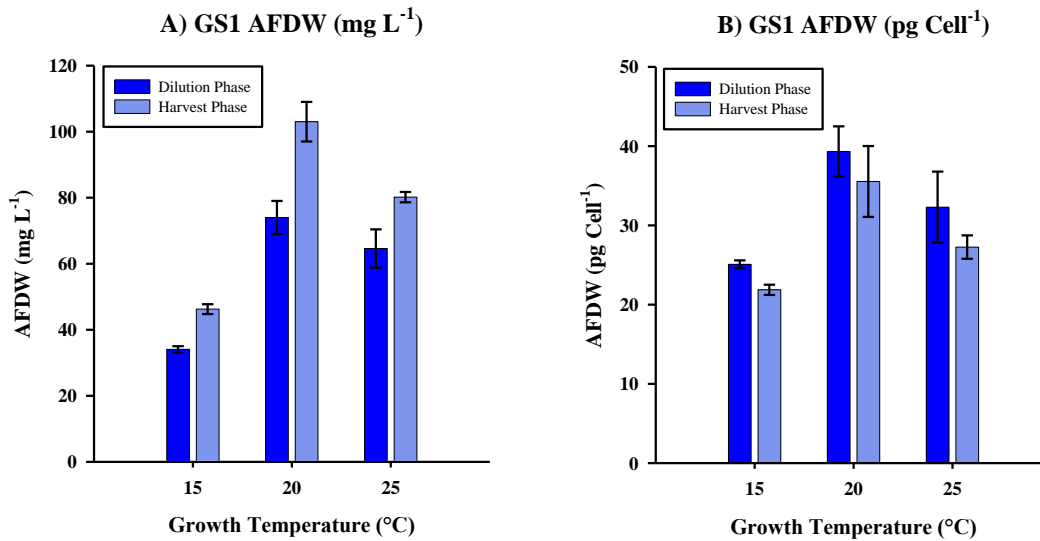 A) GS1 AFDW (mg L⁻¹)
Dilution Phase
Harvest Phase
AFDW (mg L⁻¹)
120
100
80
60
40
20
0
15 20 25
Growth Temperature (°C)
B) GS1 AFDW (pg Cell⁻¹)
Dilution Phase
Harvest Phase
AFDW (pg Cell⁻¹)
50
40
30
20
10
0
15 20 25
Growth Temperature (°C)